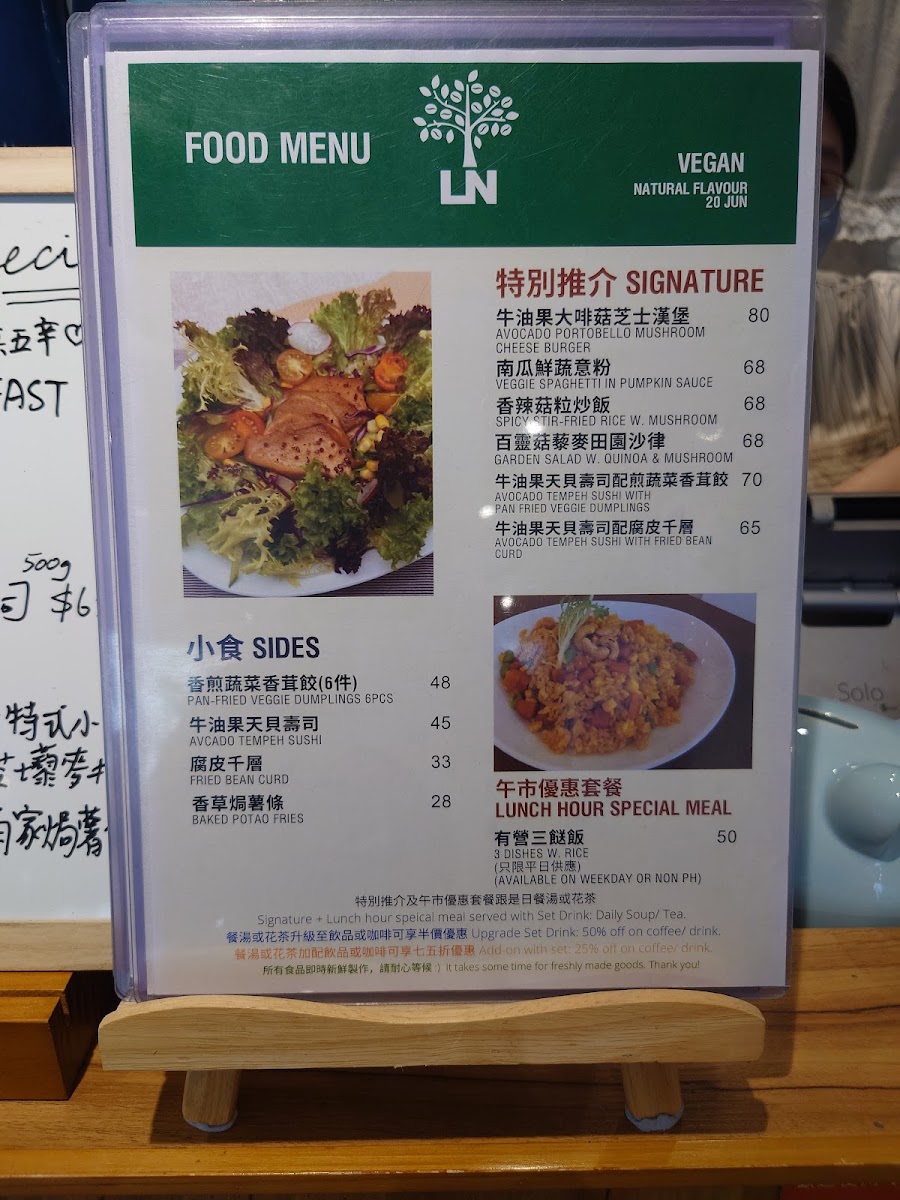 FOOD MENU
LN
VEGAN
NATURAL FLAVOUR
20 JUN
特別推介 SIGNATURE
牛油果大啡菇芝士漢堡 80
AVOCADO PORTOBELLO MUSHROOM
CHEESE BURGER
南瓜鮮蔬意粉 68
VEGGIE SPAGHETTI IN PUMPKIN SAUCE
香辣菇粒炒飯 68
SPICY STIR-FRIED RICE W. MUSHROOM
百靈菇藜麥田園沙律 68
GARDEN SALAD W. QUINOA & MUSHROOM
牛油果天貝壽司配煎蔬菜香茸餃 70
AVOCADO TEMPEH SUSHI WITH
PAN FRIED VEGGIE DUMPLINGS
牛油果天貝壽司配腐皮千層 65
AVOCADO TEMPEH SUSHI WITH FRIED BEAN
CURD
小食 SIDES
香煎蔬菜香茸餃(6件) 48
PAN-FRIED VEGGIE DUMPLINGS 6PCS
牛油果天貝壽司 45
AVCADO TEMPEH SUSHI
腐皮千層 33
FRIED BEAN CURD
香草焗薯條 28
BAKED POTAO FRIES
午市優惠套餐
LUNCH HOUR SPECIAL MEAL
有營三餸飯 50
3 DISHES W. RICE
(只限平日供應)
(AVAILABLE ON WEEKDAY OR NON PH)
特別推介及午市優惠套餐跟是日餐湯或花茶
Signature + Lunch hour speical meal served with Set Drink: Daily Soup/ Tea.
餐湯或花茶升級至飲品或咖啡可享半價優惠 Upgrade Set Drink: 50% off on coffee/ drink.
餐湯或花茶加配飲品或咖啡可享七五折優惠 Add on with set: 25% off on coffee/ drink.
所有食品即時新鮮製作，請耐心等候 :) It takes some time for freshly made goods. Thank you!
eci
五辛
AST
500g
司 $6
特式小
藜麥
家焗薯
Solo